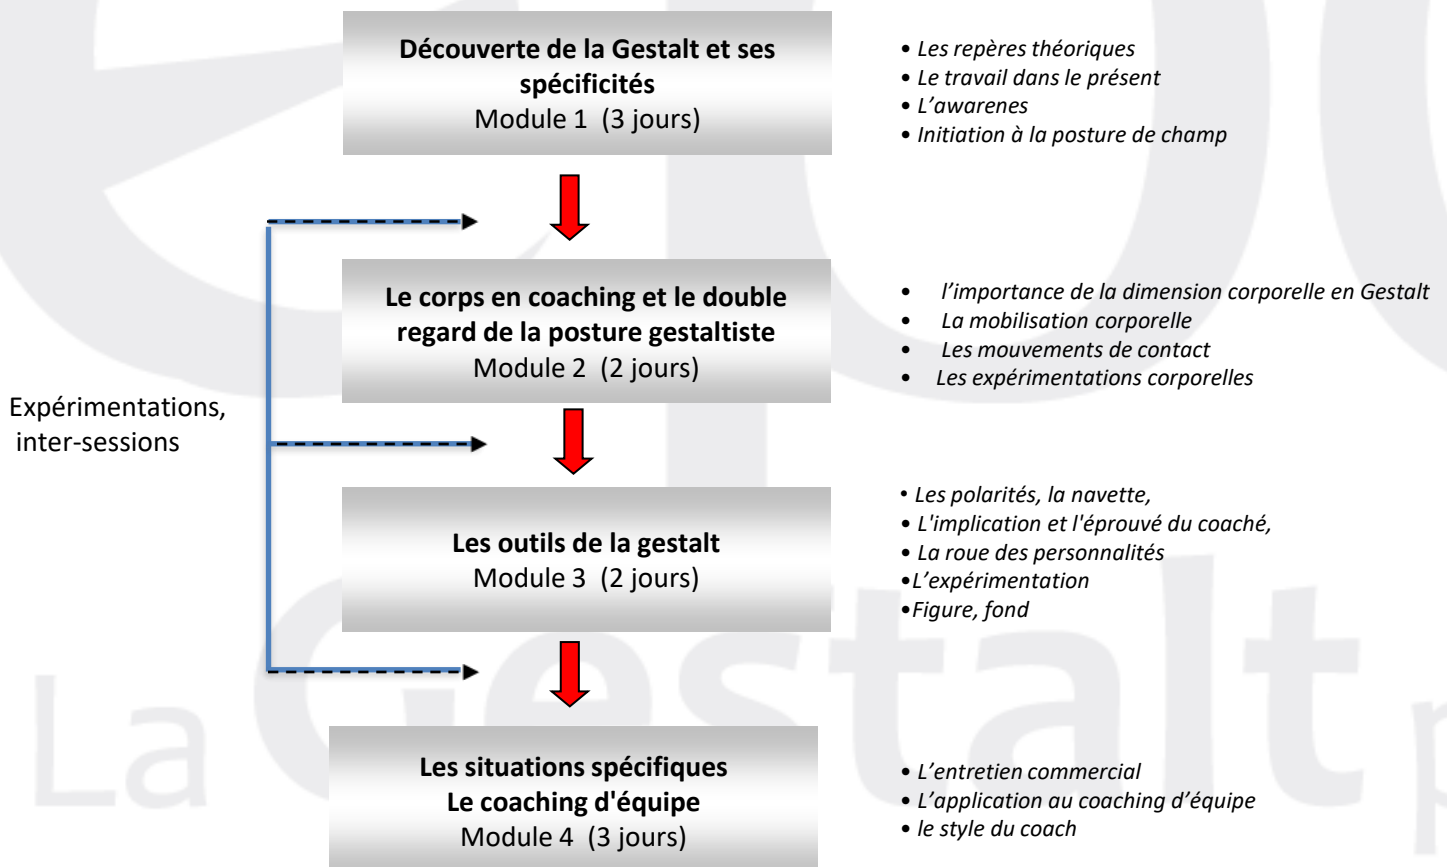 Découverte de la Gestalt et ses
spécificités
Module 1 (3 jours)
• Les repères théoriques
• Le travail dans le présent
• L’awarenes
• Initiation à la posture de champ
Le corps en coaching et le double
regard de la posture gestaltiste
Module 2 (2 jours)
• l’importance de la dimension corporelle en Gestalt
• La mobilisation corporelle
• Les mouvements de contact
• Les expérimentations corporelles
Expérimentations,
inter-sessions
Les outils de la gestalt
Module 3 (2 jours)
• Les polarités, la navette,
• L'implication et l'éprouvé du coaché,
• La roue des personnalités
•L’expérimentation
•Figure, fond
Les situations spécifiques
Le coaching d'équipe
Module 4 (3 jours)
• L’entretien commercial
• L’application au coaching d’équipe
• le style du coach
La Gestalt p